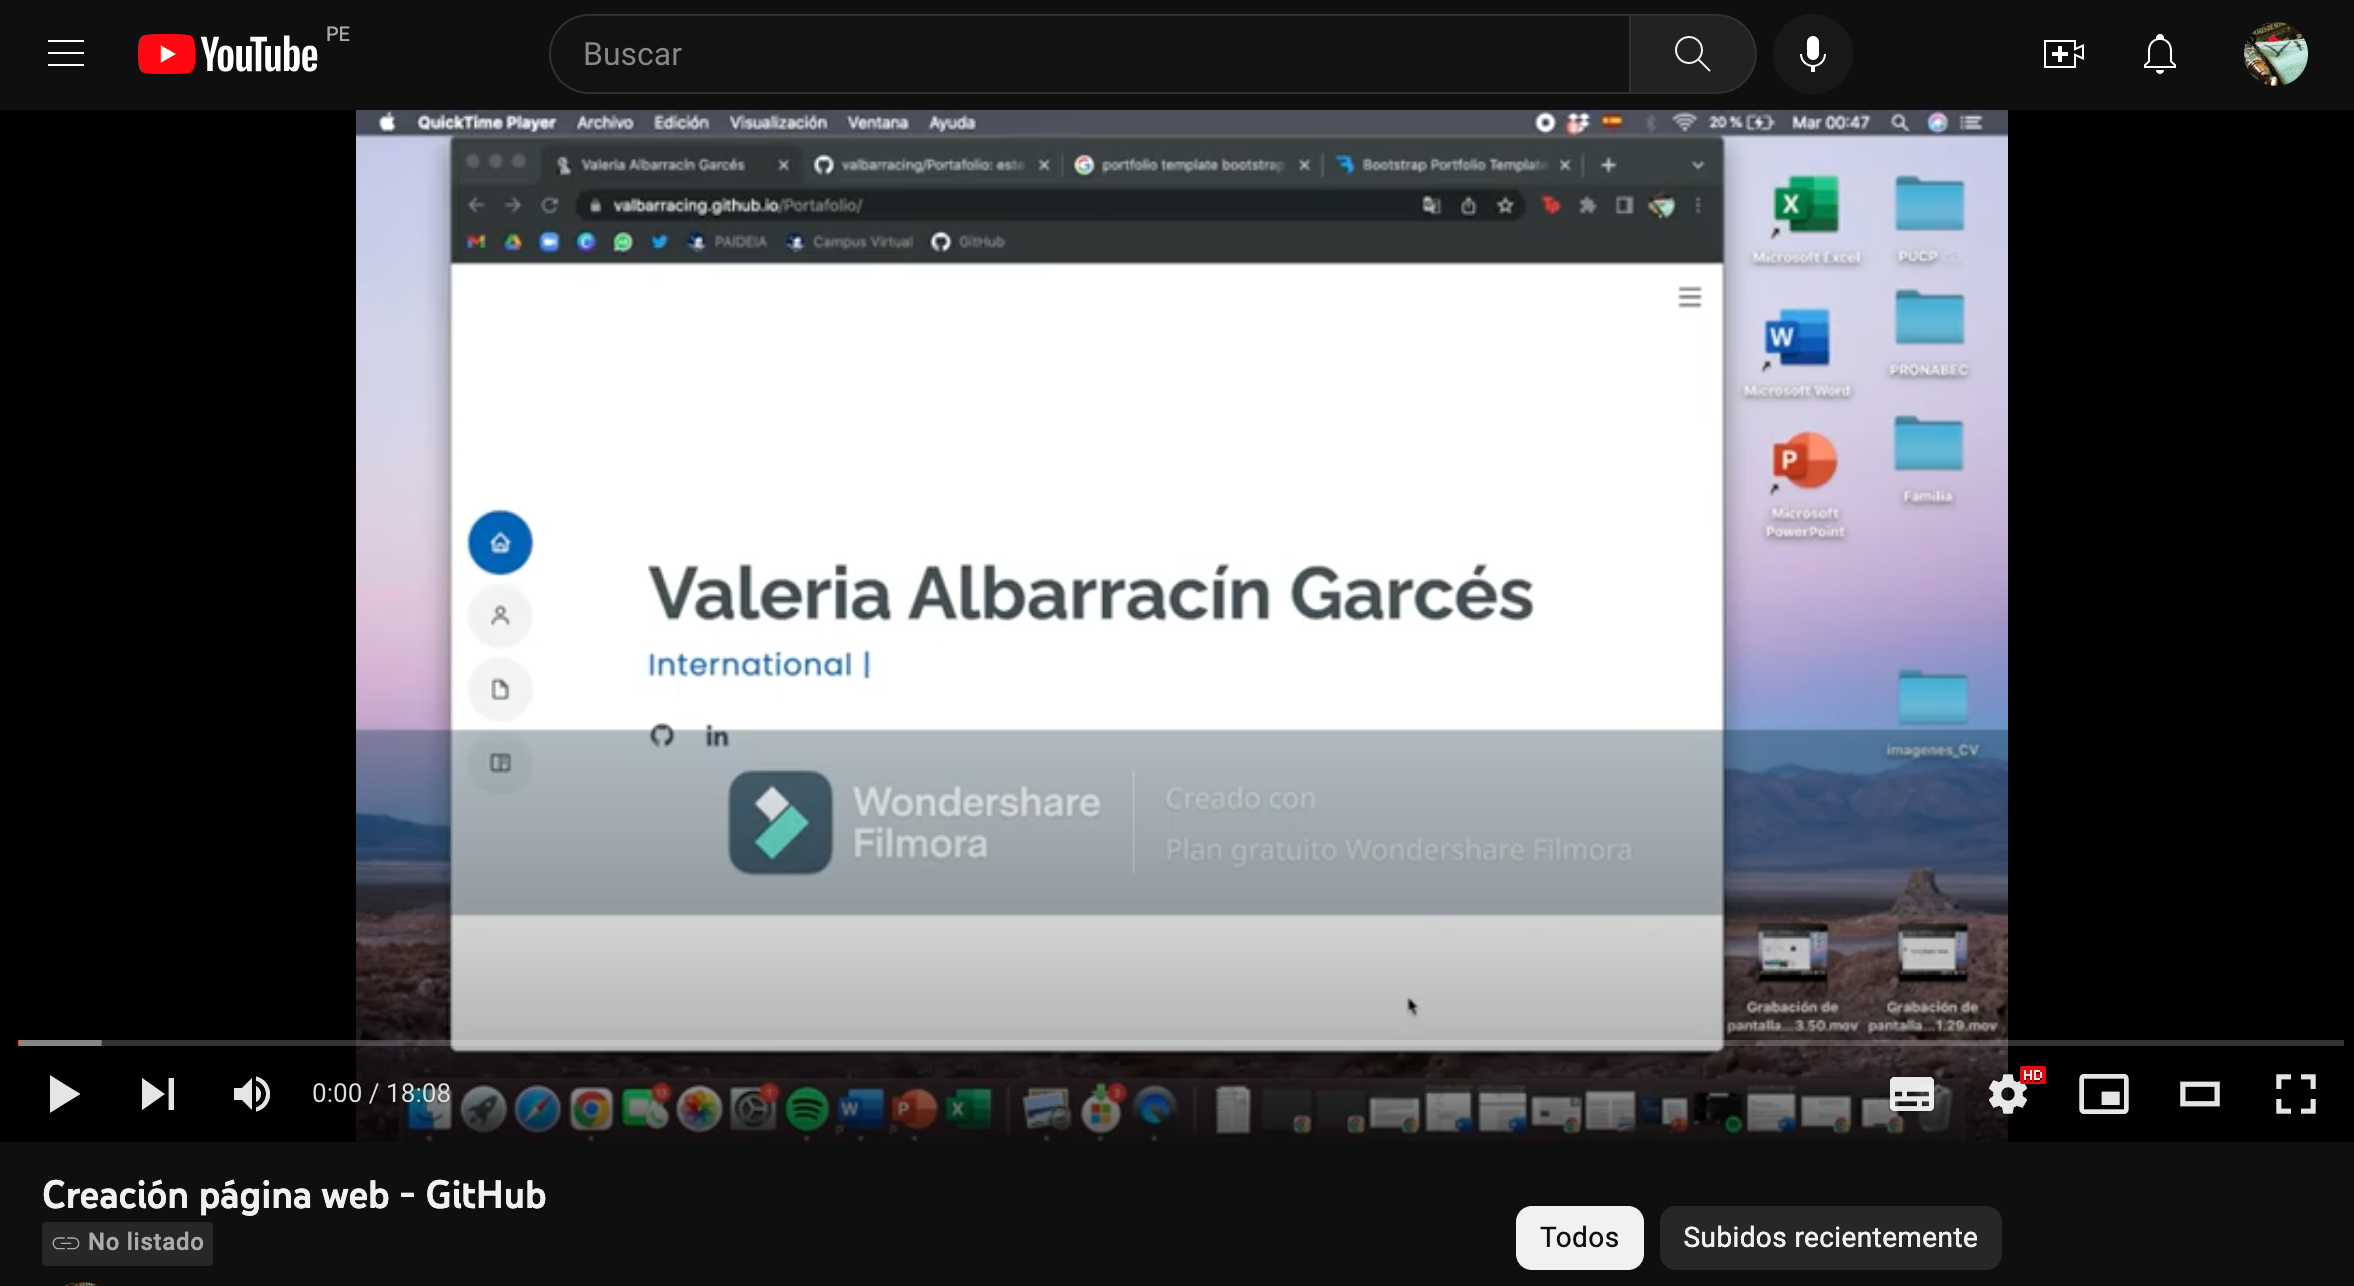 YouTube PE
Buscar
QuickTime Player Archivo Edición Visualización Ventana Ayuda
20 % Mar 00:47
Valeria Albarracín Garcés
valbarracing/Portafolio: este
portfolio template bootstrap
Bootstrap Portfolio Template
valbarracing.github.io/Portafolio/
PAIDEIA Campus Virtual GitHub
Microsoft Excel
PUCP
Microsoft Word
PRONABEC
Microsoft
PowerPoint
Familia
Valeria Albarracín Garcés
International |
in
imagenes_CV
Wondershare
Filmora
Creado con
Plan gratuito Wondershare Filmora
Grabación de
pantalla...3.50.mov
Grabación de
pantalla...1.29.mov
0:00 / 18:08
HD
Creación página web - GitHub
No listado
Todos
Subidos recientemente